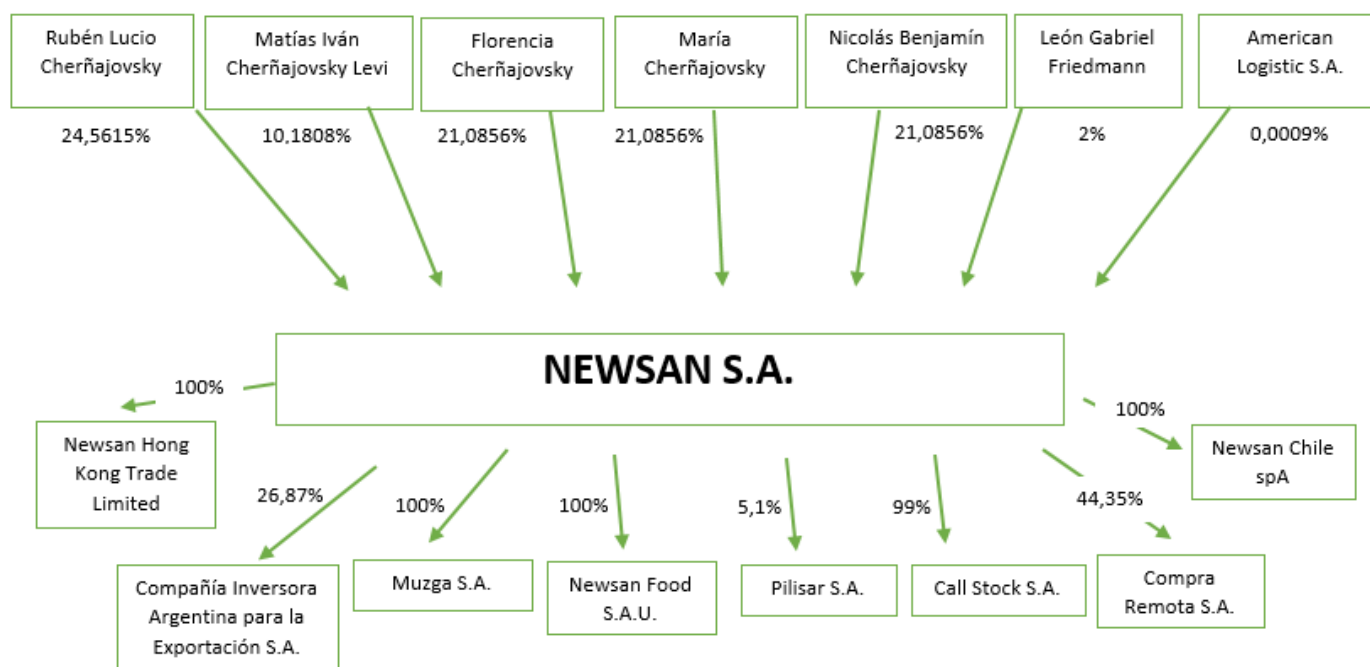 Rubén Lucio
Cherñajovsky
Matías Iván
Cherñajovsky Levi
Florencia
Cherñajovsky
María
Cherñajovsky
Nicolás Benjamín
Cherñajovsky
León Gabriel
Friedmann
American
Logistic S.A.
24,5615%
10,1808%
21,0856%
21,0856%
21,0856%
2%
0,0009%
NEWSAN S.A.
100%
100%
Newsan Hong
Kong Trade
Limited
Newsan Chile
spA
26,87%
100%
100%
5,1%
99%
44,35%
Compañía Inversora
Argentina para la
Exportación S.A.
Muzga S.A.
Newsan Food
S.A.U.
Pilisar S.A.
Call Stock S.A.
Compra
Remota S.A.